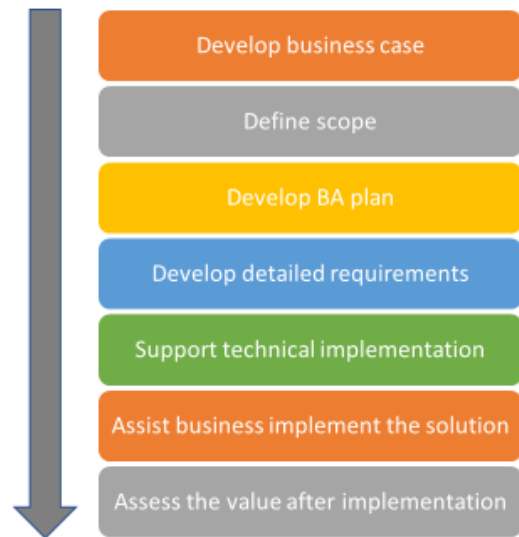 Develop business case
Define scope
Develop BA plan
Develop detailed requirements
Support technical implementation
Assist business implement the solution
Assess the value after implementation